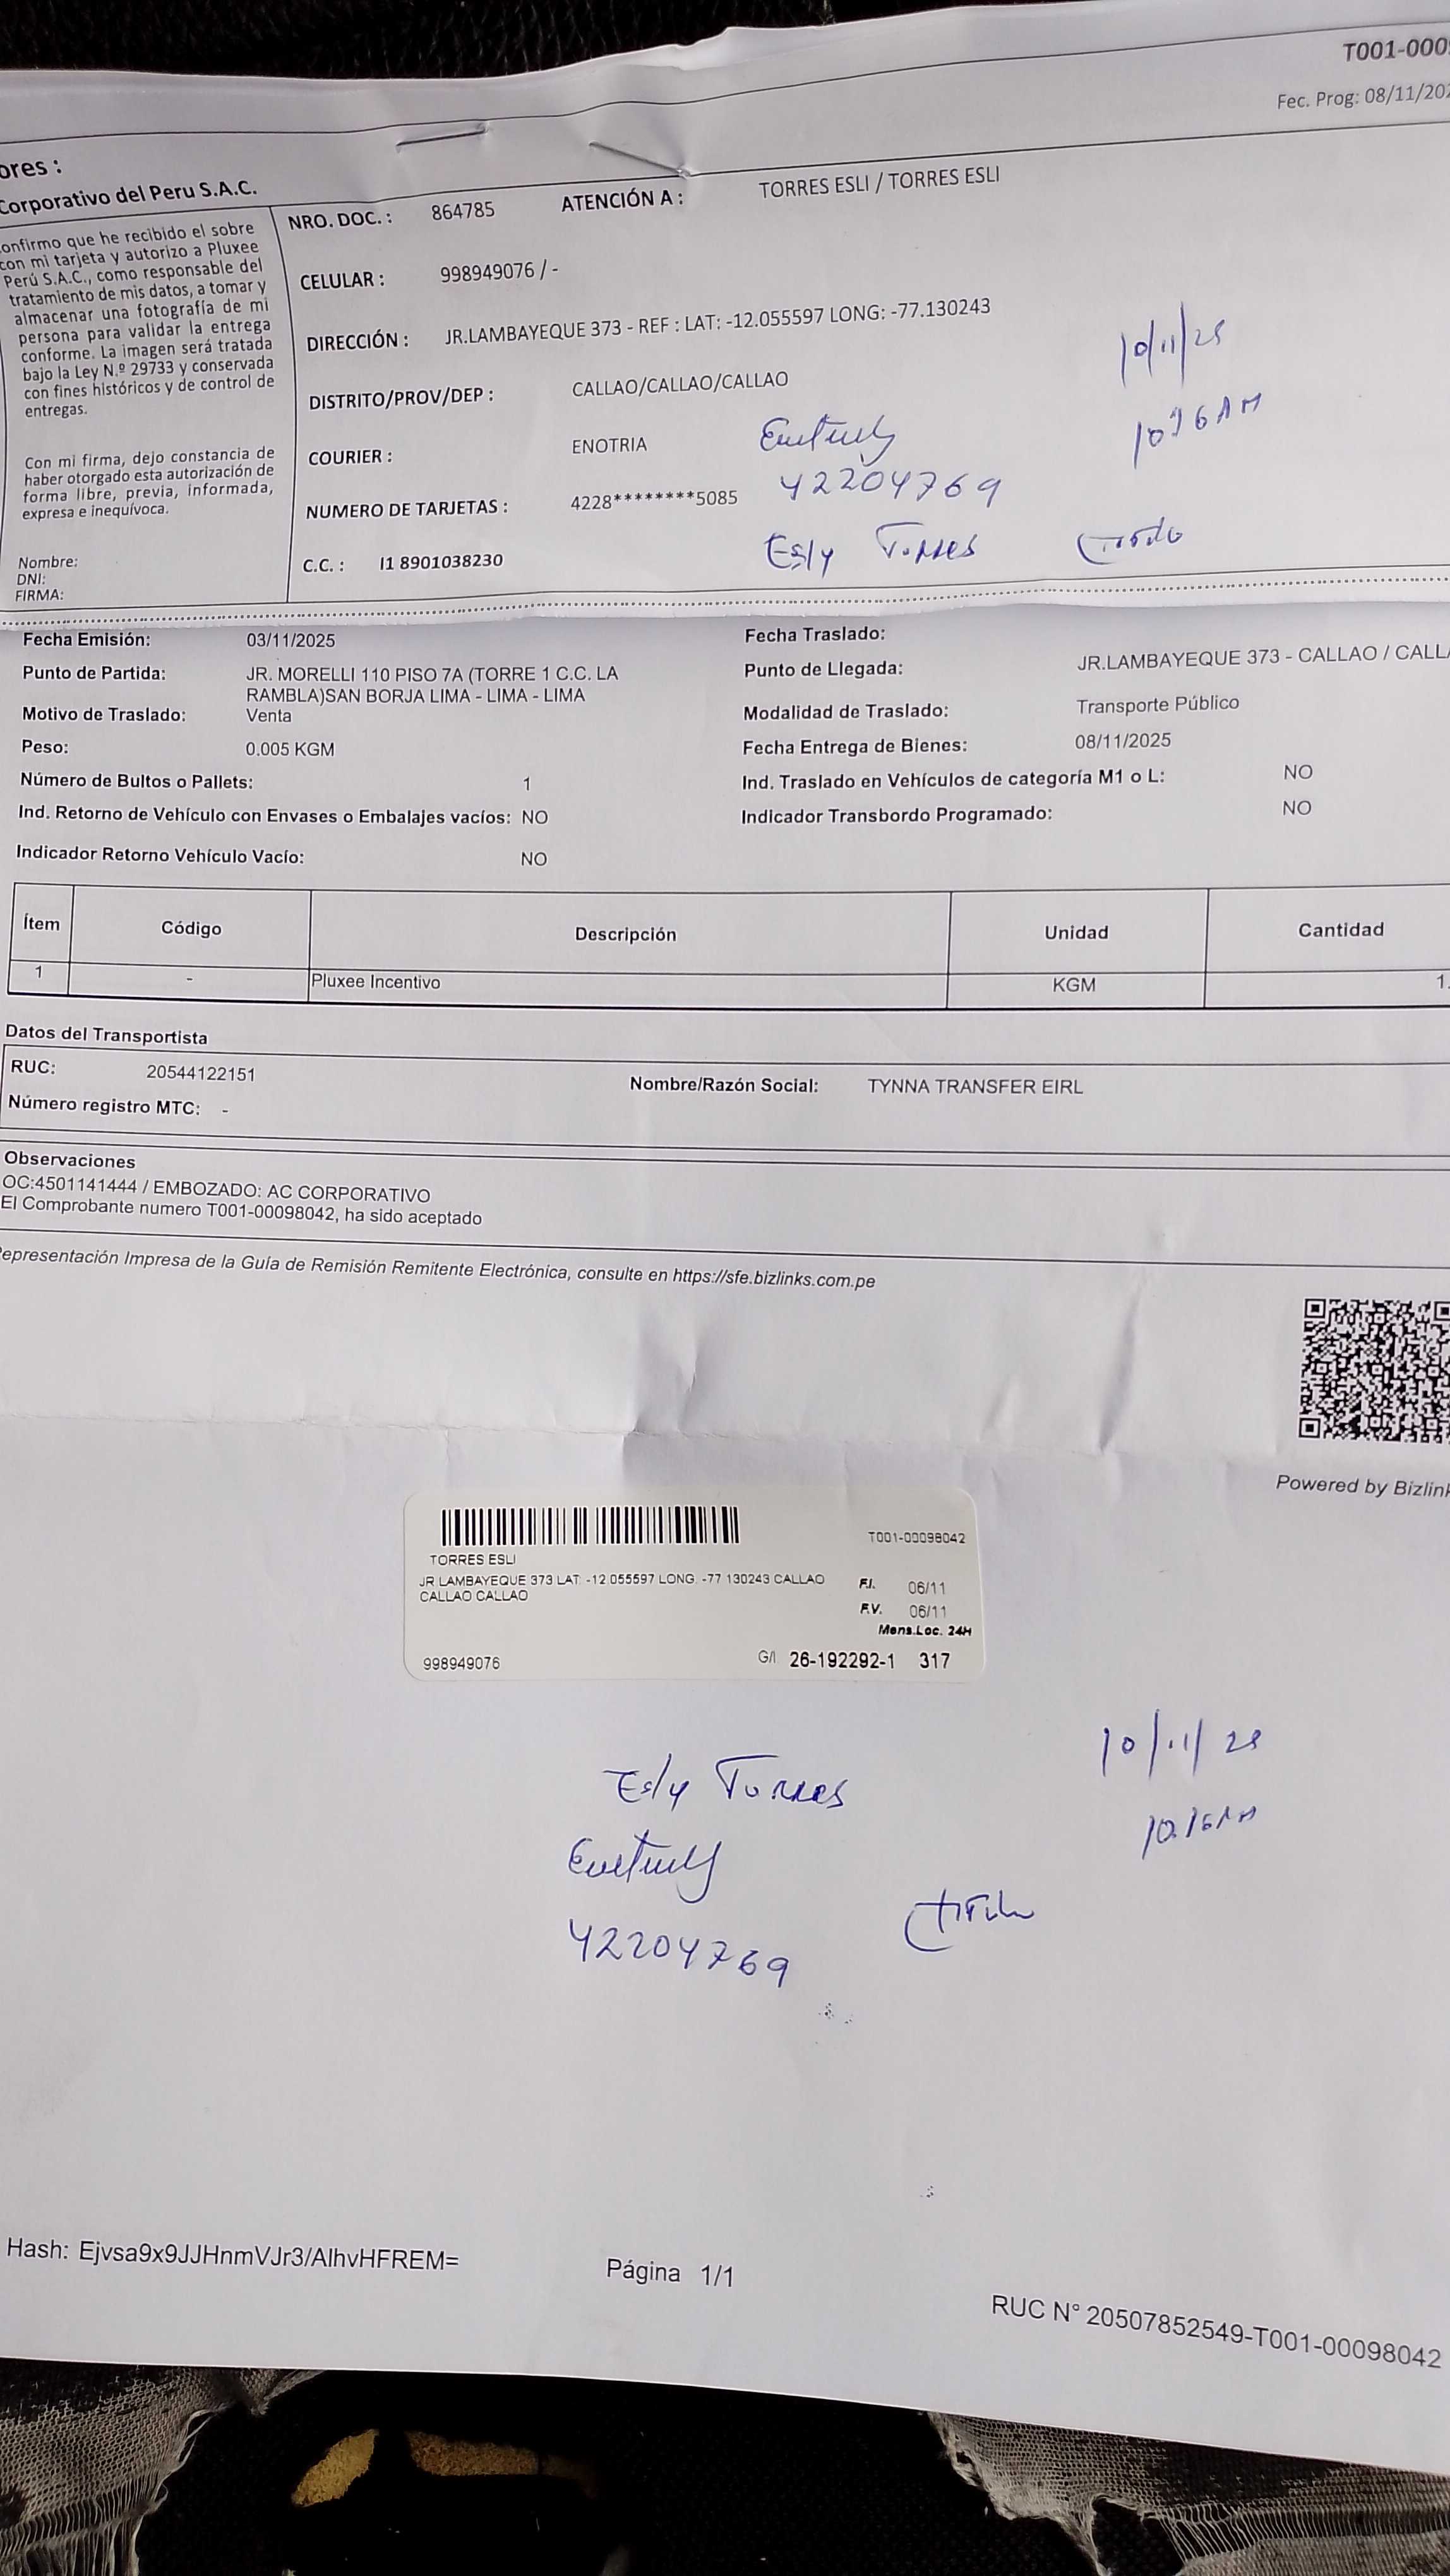 T001-000
Fec. Prog: 08/11/202
ores :
Corporativo del Peru S.A.C.
onfirmo que he recibido el sobre
con mi tarjeta y autorizo a Pluxee
Perú S.A.C., como responsable del
tratamiento de mis datos, a tomar y
almacenar una fotografía de mi
persona para validar la entrega
conforme. La imagen será tratada
bajo la Ley N.º 29733 y conservada
con fines históricos y de control de
entregas.
Con mi firma, dejo constancia de
haber otorgado esta autorización de
forma libre, previa, informada,
expresa e inequívoca.
Nombre:
DNI:
FIRMA:
NRO. DOC. : 864785 ATENCIÓN A : TORRES ESLI / TORRES ESLI
CELULAR : 998949076 / -
DIRECCIÓN : JR.LAMBAYEQUE 373 - REF : LAT: -12.055597 LONG: -77.130243
DISTRITO/PROV/DEP : CALLAO/CALLAO/CALLAO
COURIER : ENOTRIA
NUMERO DE TARJETAS : 4228********5085
C.C. : I1 8901038230
10/11/25
42204769
Esly Torres
Fecha Emisión: 03/11/2025 Fecha Traslado:
Punto de Partida: JR. MORELLI 110 PISO 7A (TORRE 1 C.C. LA Punto de Llegada: JR.LAMBAYEQUE 373 - CALLAO / CALLA
RAMBLA)SAN BORJA LIMA - LIMA - LIMA
Motivo de Traslado: Venta Modalidad de Traslado: Transporte Público
Peso: 0.005 KGM Fecha Entrega de Bienes: 08/11/2025
Número de Bultos o Pallets: 1 Ind. Traslado en Vehículos de categoría M1 o L: NO
Ind. Retorno de Vehículo con Envases o Embalajes vacíos: NO Indicador Transbordo Programado: NO
Indicador Retorno Vehículo Vacío: NO
Ítem Código Descripción Unidad Cantidad
1 - Pluxee Incentivo KGM 1.
Datos del Transportista
RUC: 20544122151 Nombre/Razón Social: TYNNA TRANSFER EIRL
Número registro MTC: -
Observaciones
OC:4501141444 / EMBOZADO: AC CORPORATIVO
El Comprobante numero T001-00098042, ha sido aceptado
epresentación Impresa de la Guía de Remisión Remitente Electrónica, consulte en https://sfe.bizlinks.com.pe
Powered by Bizlink
T001-00098042
TORRES ESLI
JR.LAMBAYEQUE 373 LAT: -12.055597 LONG: -77.130243 CALLAO
CALLAO CALLAO
F.I. 06/11
F.V. 06/11
Mens.Loc. 24H
998949076 G/I 26-192292-1 317
Esly Torres
10/11/25
10.16AM
42204769
Hash: Ejvsa9x9JJHnmVJr3/AlhvHFREM=
Página 1/1
RUC N° 20507852549-T001-00098042